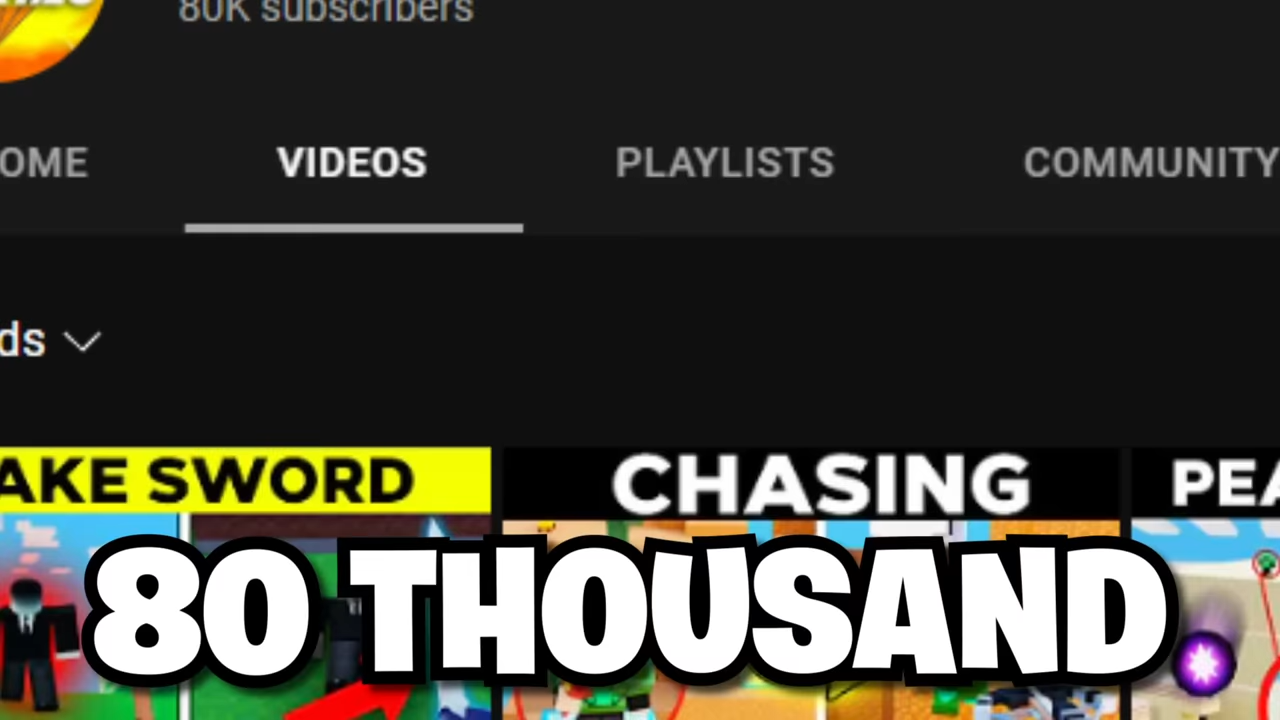 80K subscribers
OME VIDEOS PLAYLISTS COMMUNITY
ds
AKE SWORD CHASING PEA
80 THOUSAND